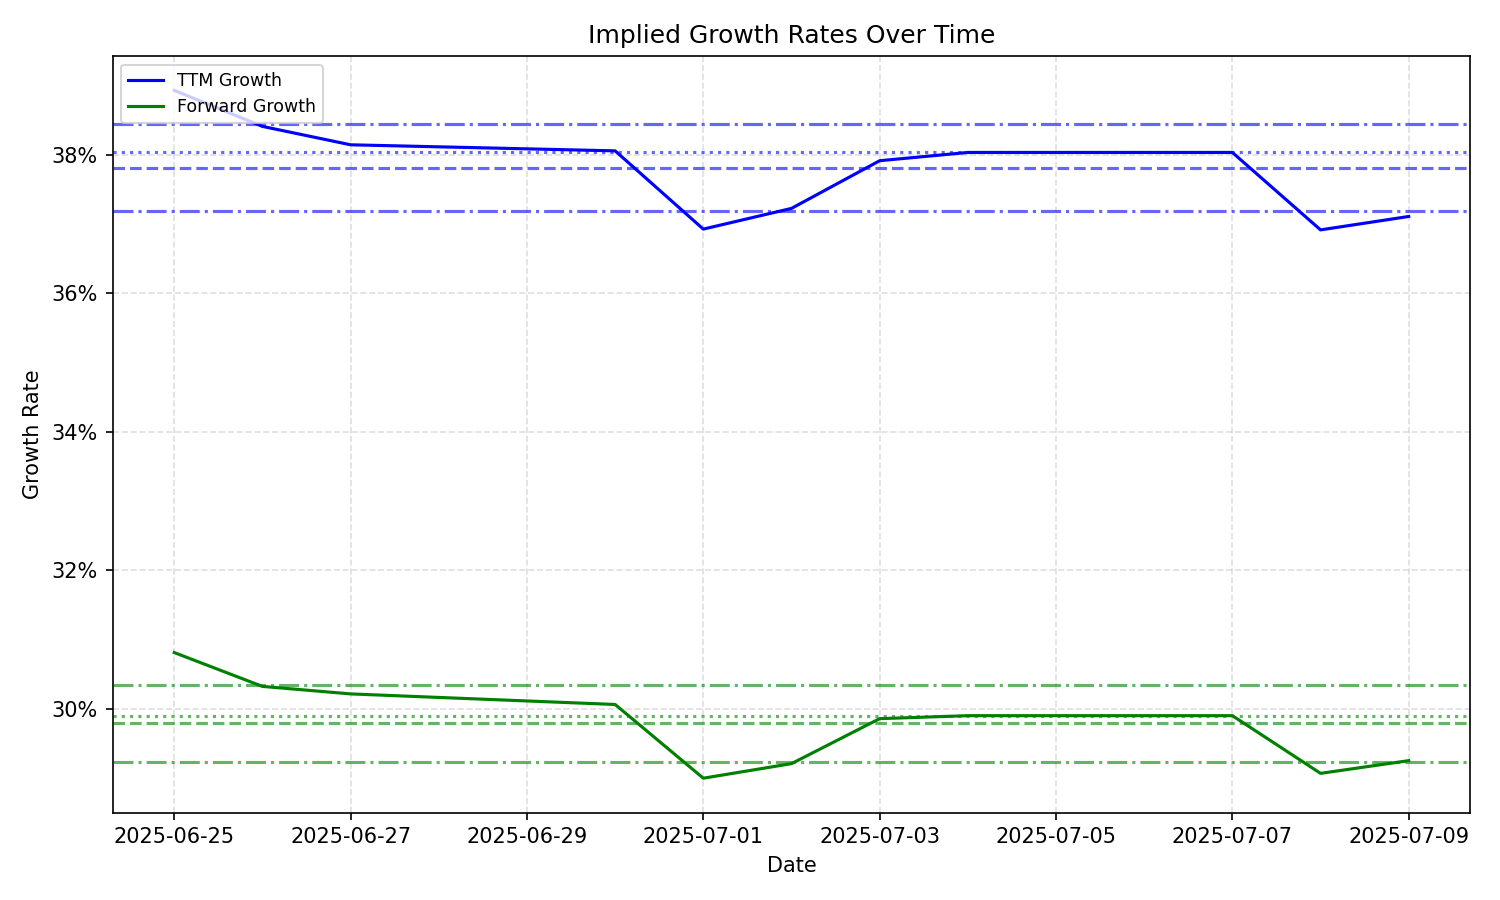 Implied Growth Rates Over Time
TTM Growth
Forward Growth
38%
36%
34%
32%
30%
Growth Rate
2025-06-25 2025-06-27 2025-06-29 2025-07-01 2025-07-03 2025-07-05 2025-07-07 2025-07-09
Date